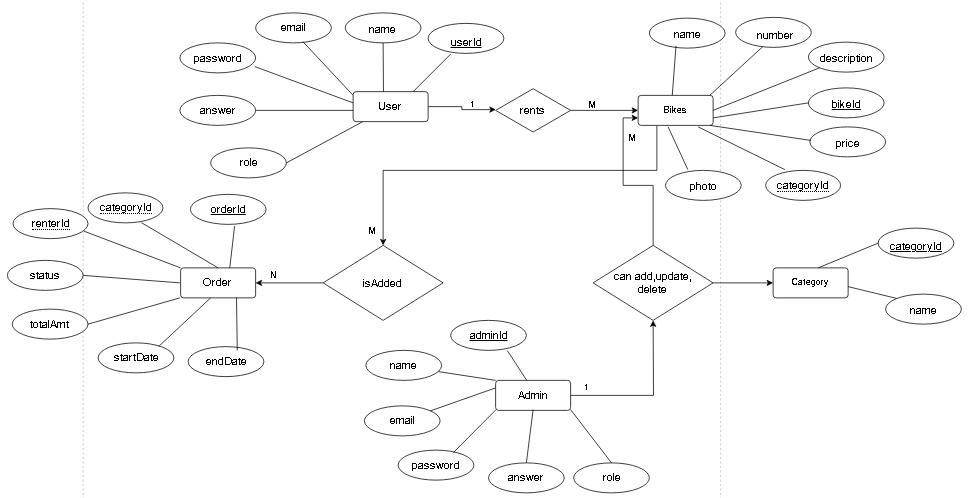 email
name
userId
password
answer
role
User
1
rents
M
name
number
description
bikeId
price
categoryId
photo
Bikes
M
M
isAdded
N
categoryId
orderId
renterId
status
totalAmt
startDate
endDate
Order
can add,update,
delete
categoryId
Category
name
adminId
name
email
password
answer
role
Admin
1